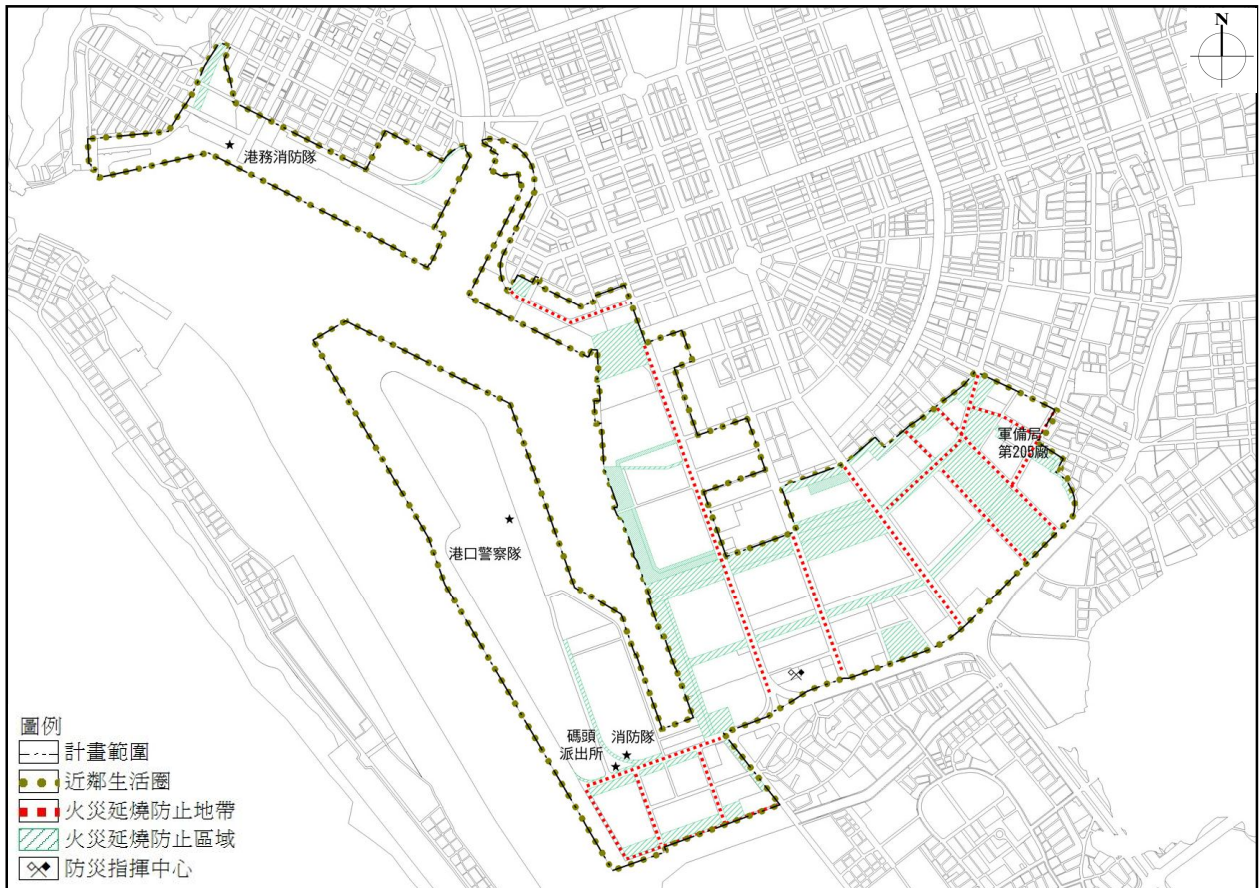 N
港務消防隊
軍備局
第205廠
港口警察隊
碼頭
派出所
消防隊
圖例
計畫範圍
近鄰生活圈
火災延燒防止地帶
火災延燒防止區域
防災指揮中心